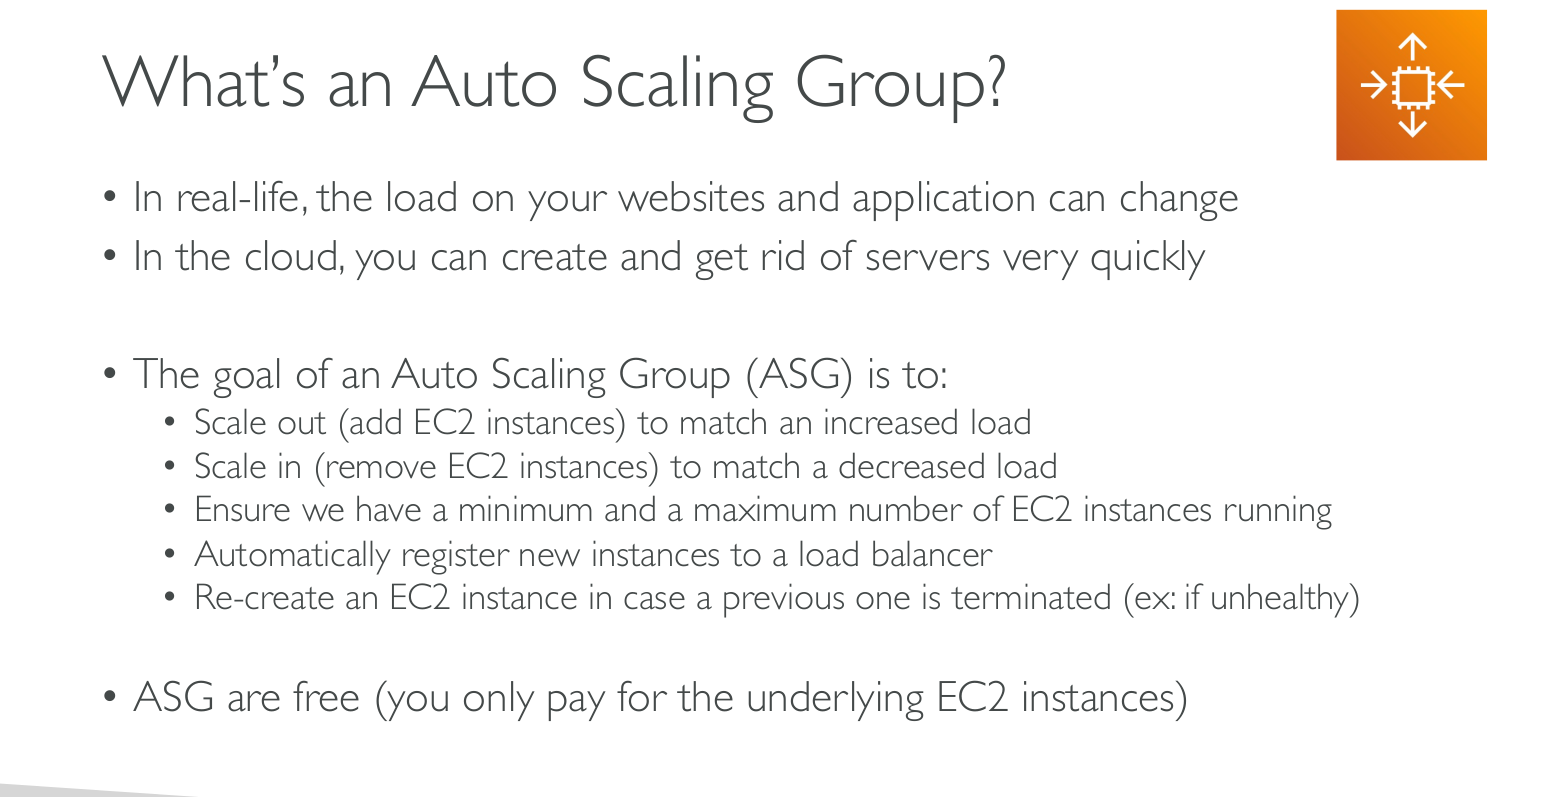 What's an Auto Scaling Group?
• In real-life, the load on your websites and application can change
• In the cloud, you can create and get rid of servers very quickly
• The goal of an Auto Scaling Group (ASG) is to:
• Scale out (add EC2 instances) to match an increased load
• Scale in (remove EC2 instances) to match a decreased load
• Ensure we have a minimum and a maximum number of EC2 instances running
• Automatically register new instances to a load balancer
• Re-create an EC2 instance in case a previous one is terminated (ex: if unhealthy)
• ASG are free (you only pay for the underlying EC2 instances)